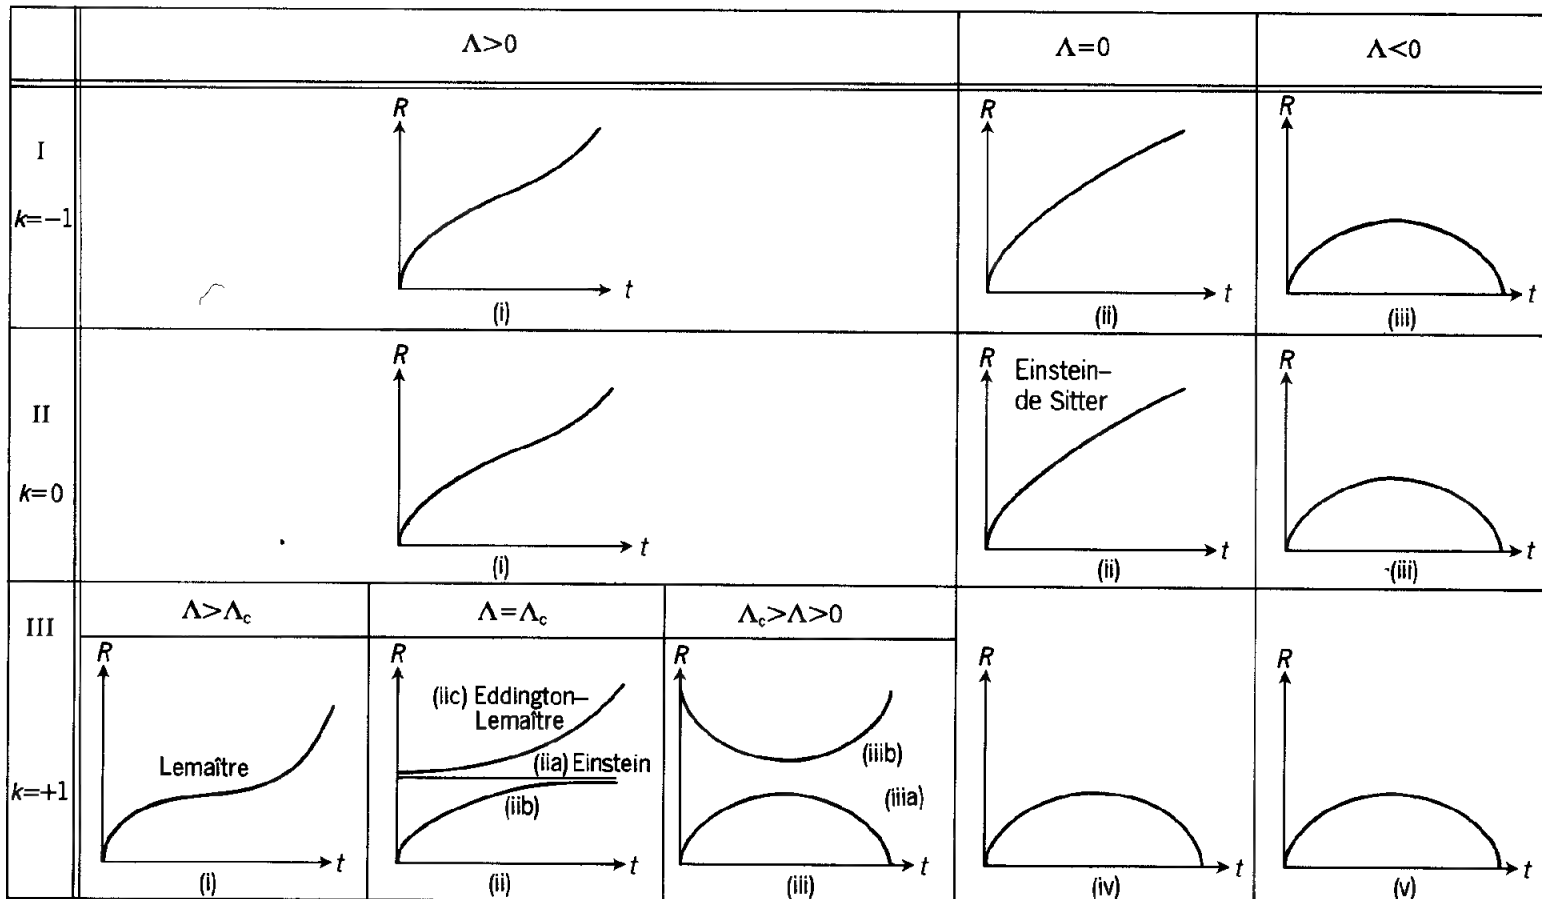 Λ>0
Λ=0
Λ<0
I
k=−1
R
t
(i)
R
t
(ii)
R
t
(iii)
II
k=0
R
t
(i)
R
Einstein–
de Sitter
t
(ii)
R
t
(iii)
III
k=+1
Λ>Λc
Λ=Λc
Λc>Λ>0
R
Lemaître
t
(i)
R
(iic) Eddington–
Lemaître
(iia) Einstein
(iib)
t
(ii)
R
(iiib)
(iiia)
t
(iii)
R
t
(iv)
R
t
(v)